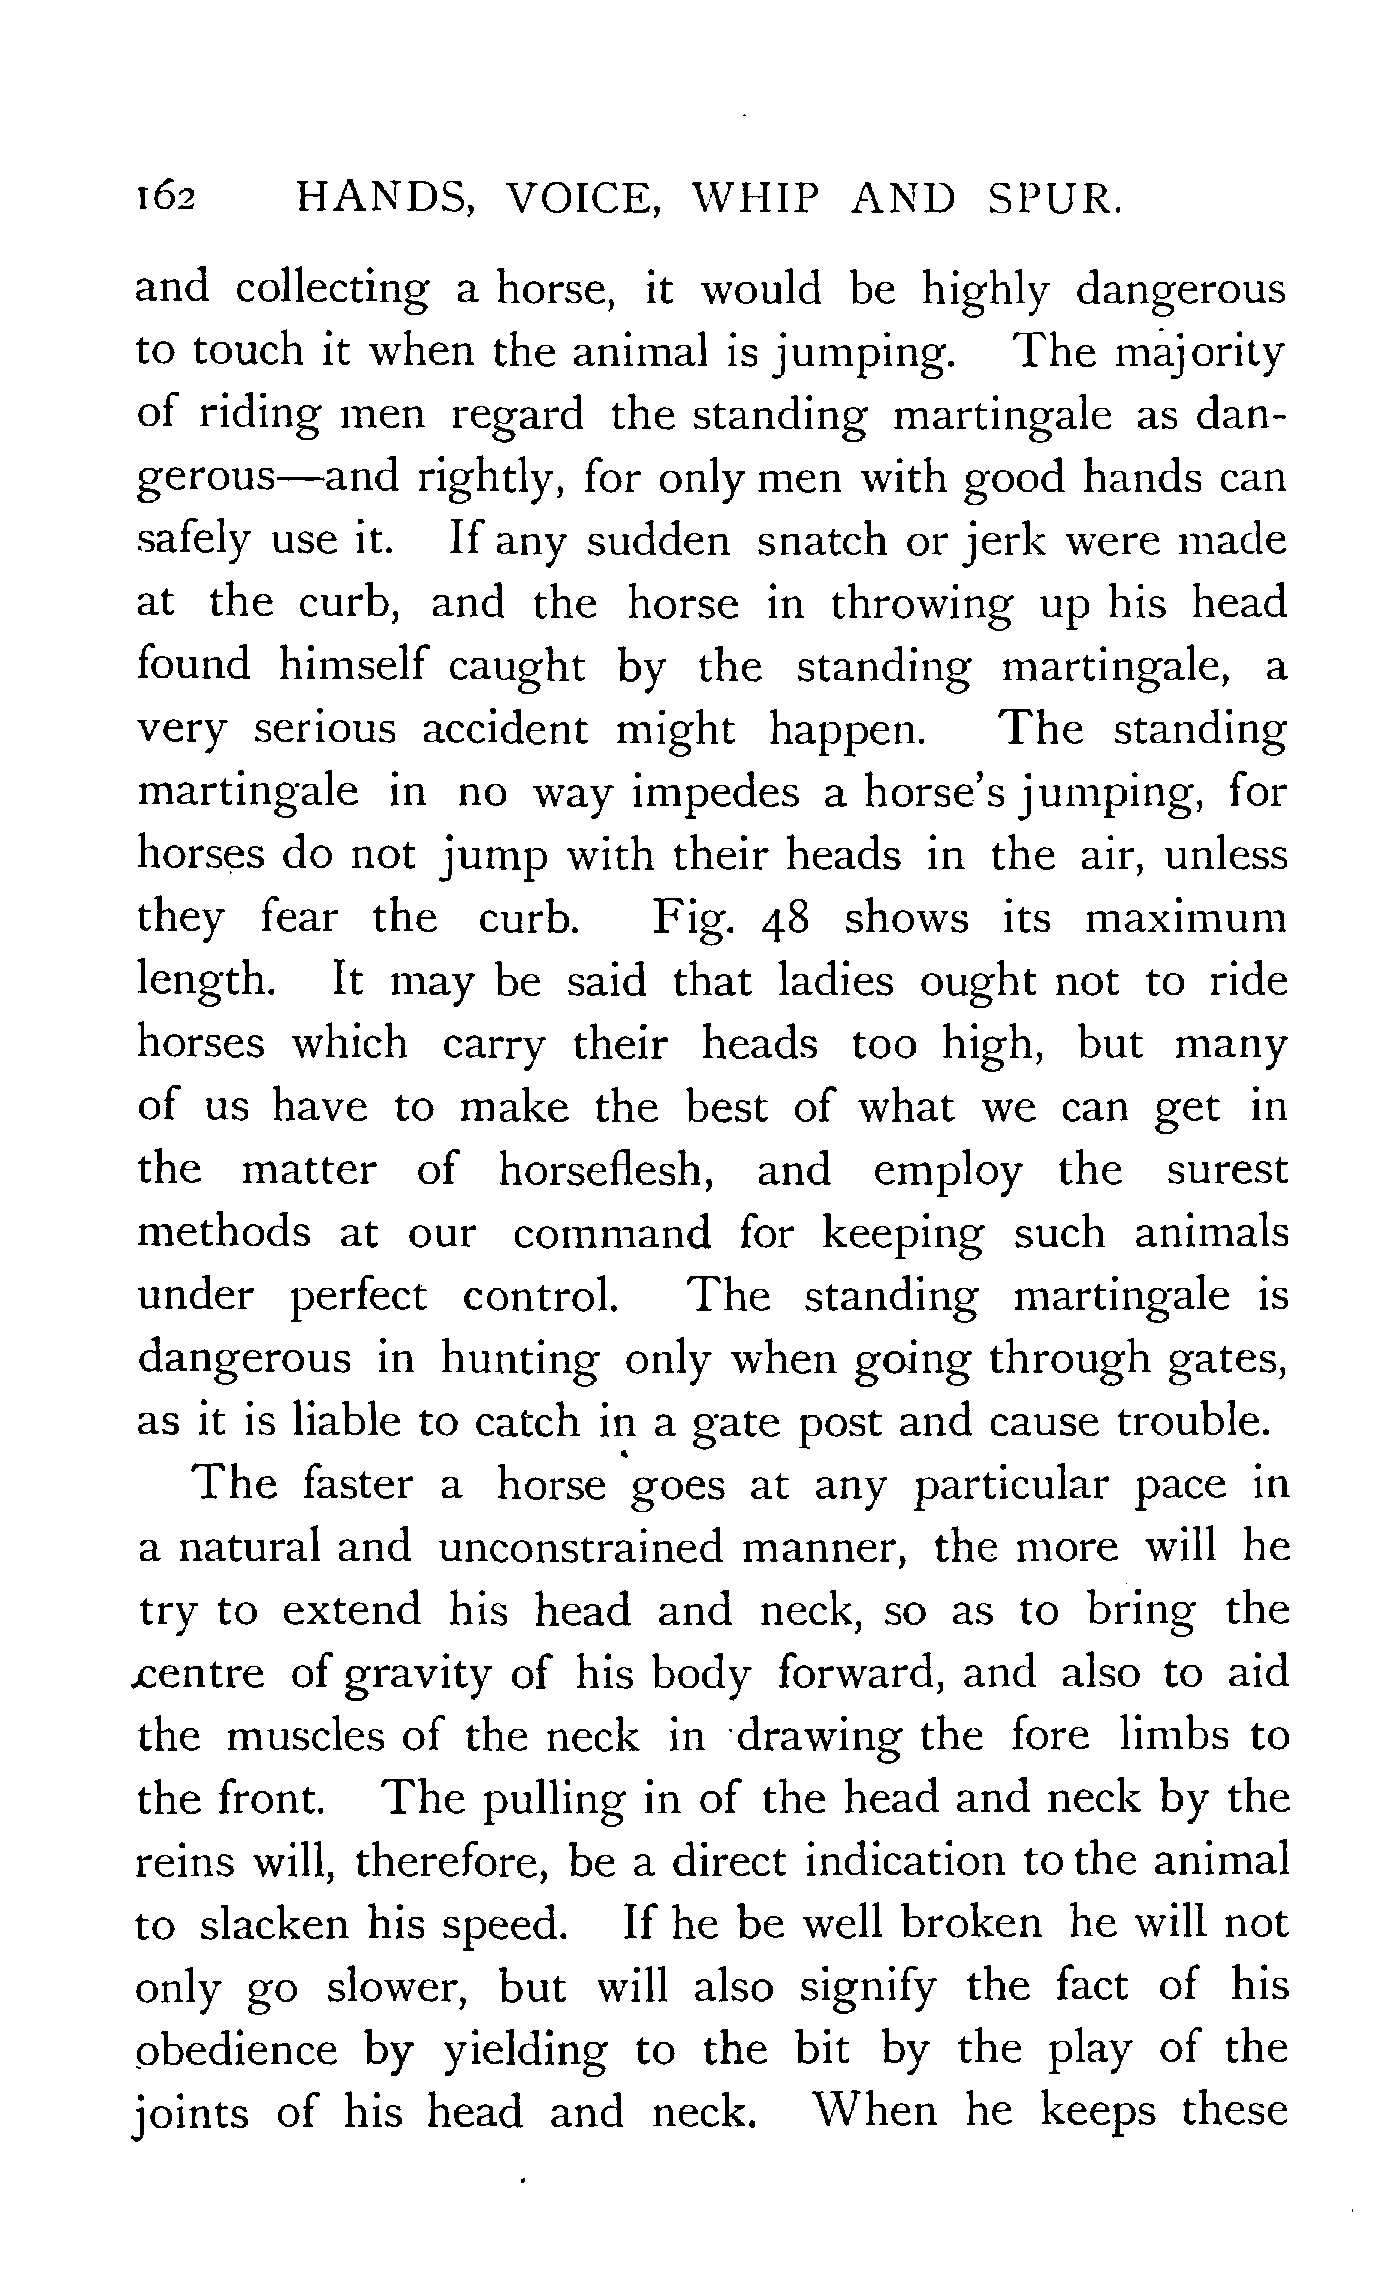 162 HANDS, VOICE, WHIP AND SPUR.
and collecting a horse, it would be highly dangerous
to touch it when the animal is jumping. The majority
of riding men regard the standing martingale as dan-
gerous—and rightly, for only men with good hands can
safely use it. If any sudden snatch or jerk were made
at the curb, and the horse in throwing up his head
found himself caught by the standing martingale, a
very serious accident might happen. The standing
martingale in no way impedes a horse's jumping, for
horses do not jump with their heads in the air, unless
they fear the curb. Fig. 48 shows its maximum
length. It may be said that ladies ought not to ride
horses which carry their heads too high, but many
of us have to make the best of what we can get in
the matter of horseflesh, and employ the surest
methods at our command for keeping such animals
under perfect control. The standing martingale is
dangerous in hunting only when going through gates,
as it is liable to catch in a gate post and cause trouble.
The faster a horse goes at any particular pace in
a natural and unconstrained manner, the more will he
try to extend his head and neck, so as to bring the
centre of gravity of his body forward, and also to aid
the muscles of the neck in drawing the fore limbs to
the front. The pulling in of the head and neck by the
reins will, therefore, be a direct indication to the animal
to slacken his speed. If he be well broken he will not
only go slower, but will also signify the fact of his
obedience by yielding to the bit by the play of the
joints of his head and neck. When he keeps these